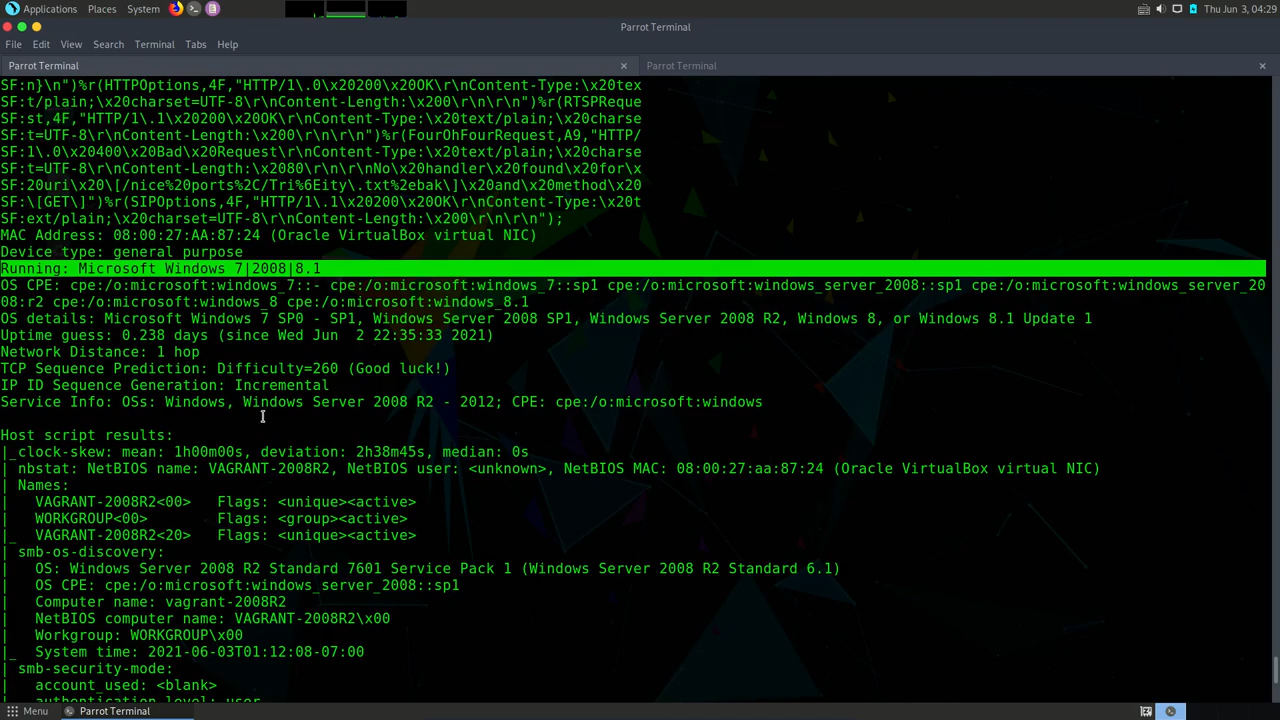 Applications Places System Thu Jun 3, 04:29
Parrot Terminal
File Edit View Search Terminal Tabs Help
Parrot Terminal × Parrot Terminal ×
SF:n}\n")%r(HTTPOptions,4F,"HTTP/1\.0\x20200\x20OK\r\nContent-Type:\x20tex
SF:t/plain;\x20charset=UTF-8\r\nContent-Length:\x200\r\n\r\n")%r(RTSPReque
SF:st,4F,"HTTP/1\.1\x20200\x20OK\r\nContent-Type:\x20text/plain;\x20charse
SF:t=UTF-8\r\nContent-Length:\x200\r\n\r\n")%r(FourOhFourRequest,A9,"HTTP/
SF:1\.0\x20400\x20Bad\x20Request\r\nContent-Type:\x20text/plain;\x20charse
SF:t=UTF-8\r\nContent-Length:\x2080\r\n\r\nNo\x20handler\x20found\x20for\x
SF:20uri\x20\[/nice%20ports%2C/Tri%6Eity\.txt%2ebak\]\x20and\x20method\x20
SF:\[GET\]")%r(SIPOptions,4F,"HTTP/1\.1\x20200\x20OK\r\nContent-Type:\x20t
SF:ext/plain;\x20charset=UTF-8\r\nContent-Length:\x200\r\n\r\n");
MAC Address: 08:00:27:AA:87:24 (Oracle VirtualBox virtual NIC)
Device type: general purpose
Running: Microsoft Windows 7|2008|8.1
OS CPE: cpe:/o:microsoft:windows_7::- cpe:/o:microsoft:windows_7::sp1 cpe:/o:microsoft:windows_server_2008::sp1 cpe:/o:microsoft:windows_server_20
08:r2 cpe:/o:microsoft:windows_8 cpe:/o:microsoft:windows_8.1
OS details: Microsoft Windows 7 SP0 - SP1, Windows Server 2008 SP1, Windows Server 2008 R2, Windows 8, or Windows 8.1 Update 1
Uptime guess: 0.238 days (since Wed Jun  2 22:35:33 2021)
Network Distance: 1 hop
TCP Sequence Prediction: Difficulty=260 (Good luck!)
IP ID Sequence Generation: Incremental
Service Info: OSs: Windows, Windows Server 2008 R2 - 2012; CPE: cpe:/o:microsoft:windows
Host script results:
|_clock-skew: mean: 1h00m00s, deviation: 2h38m45s, median: 0s
| nbstat: NetBIOS name: VAGRANT-2008R2, NetBIOS user: <unknown>, NetBIOS MAC: 08:00:27:aa:87:24 (Oracle VirtualBox virtual NIC)
| Names:
|   VAGRANT-2008R2<00>   Flags: <unique><active>
|   WORKGROUP<00>        Flags: <group><active>
|_  VAGRANT-2008R2<20>   Flags: <unique><active>
| smb-os-discovery:
|   OS: Windows Server 2008 R2 Standard 7601 Service Pack 1 (Windows Server 2008 R2 Standard 6.1)
|   OS CPE: cpe:/o:microsoft:windows_server_2008::sp1
|   Computer name: vagrant-2008R2
|   NetBIOS computer name: VAGRANT-2008R2\x00
|   Workgroup: WORKGROUP\x00
|_  System time: 2021-06-03T01:12:08-07:00
| smb-security-mode:
|   account_used: <blank>
|   authentication_level: user
Menu Parrot Terminal